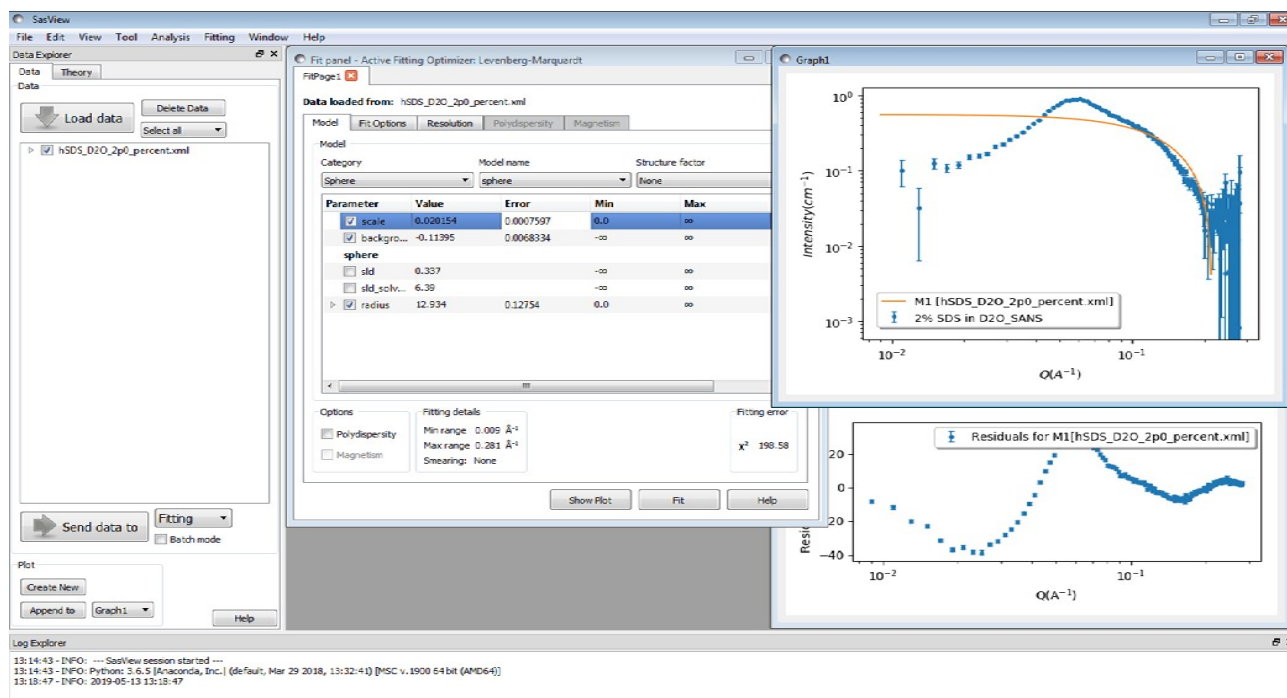 SasView
File Edit View Tool Analysis Fitting Window Help
Data Explorer
Data Theory
Data
Load data
Delete Data
Select all
hSDS_D2O_2p0_percent.xml
Send data to
Fitting
Batch mode
Plot
Create New
Append to Graph1
Help
Fit panel - Active Fitting Optimizer: Levenberg-Marquardt
FitPage1
Data loaded from: hSDS_D2O_2p0_percent.xml
Model Fit Options Resolution Polydispersity Magnetism
Model
Category Model name Structure factor
Sphere sphere None
Parameter Value Error Min Max
scale 0.020154 0.0007597 0.0 ∞
backgro... -0.11395 0.0068334 -∞ ∞
sphere
sld 0.337 -∞ ∞
sld_solv... 6.39 -∞ ∞
radius 12.934 0.12754 0.0 ∞
Options Fitting details Fitting error
Polydispersity
Magnetism
Min range 0.009 Å⁻¹
Max range 0.281 Å⁻¹
Smearing: None
χ² 198.58
Show Plot Fit Help
Graph1
10⁰
10⁻¹
10⁻²
10⁻³
Intensity(cm⁻¹)
M1 [hSDS_D2O_2p0_percent.xml]
2% SDS in D2O_SANS
10⁻² 10⁻¹
Q(A⁻¹)
Residuals for M1[hSDS_D2O_2p0_percent.xml]
20
0
−20
−40
10⁻² 10⁻¹
Q(A⁻¹)
Log Explorer
13:14:43 - INFO: --- SasView session started ---
13:14:43 - INFO: Python: 3.6.5 |Anaconda, Inc.| (default, Mar 29 2018, 13:32:41) [MSC v.1900 64 bit (AMD64)]
13:18:47 - INFO: 2019-05-13 13:18:47